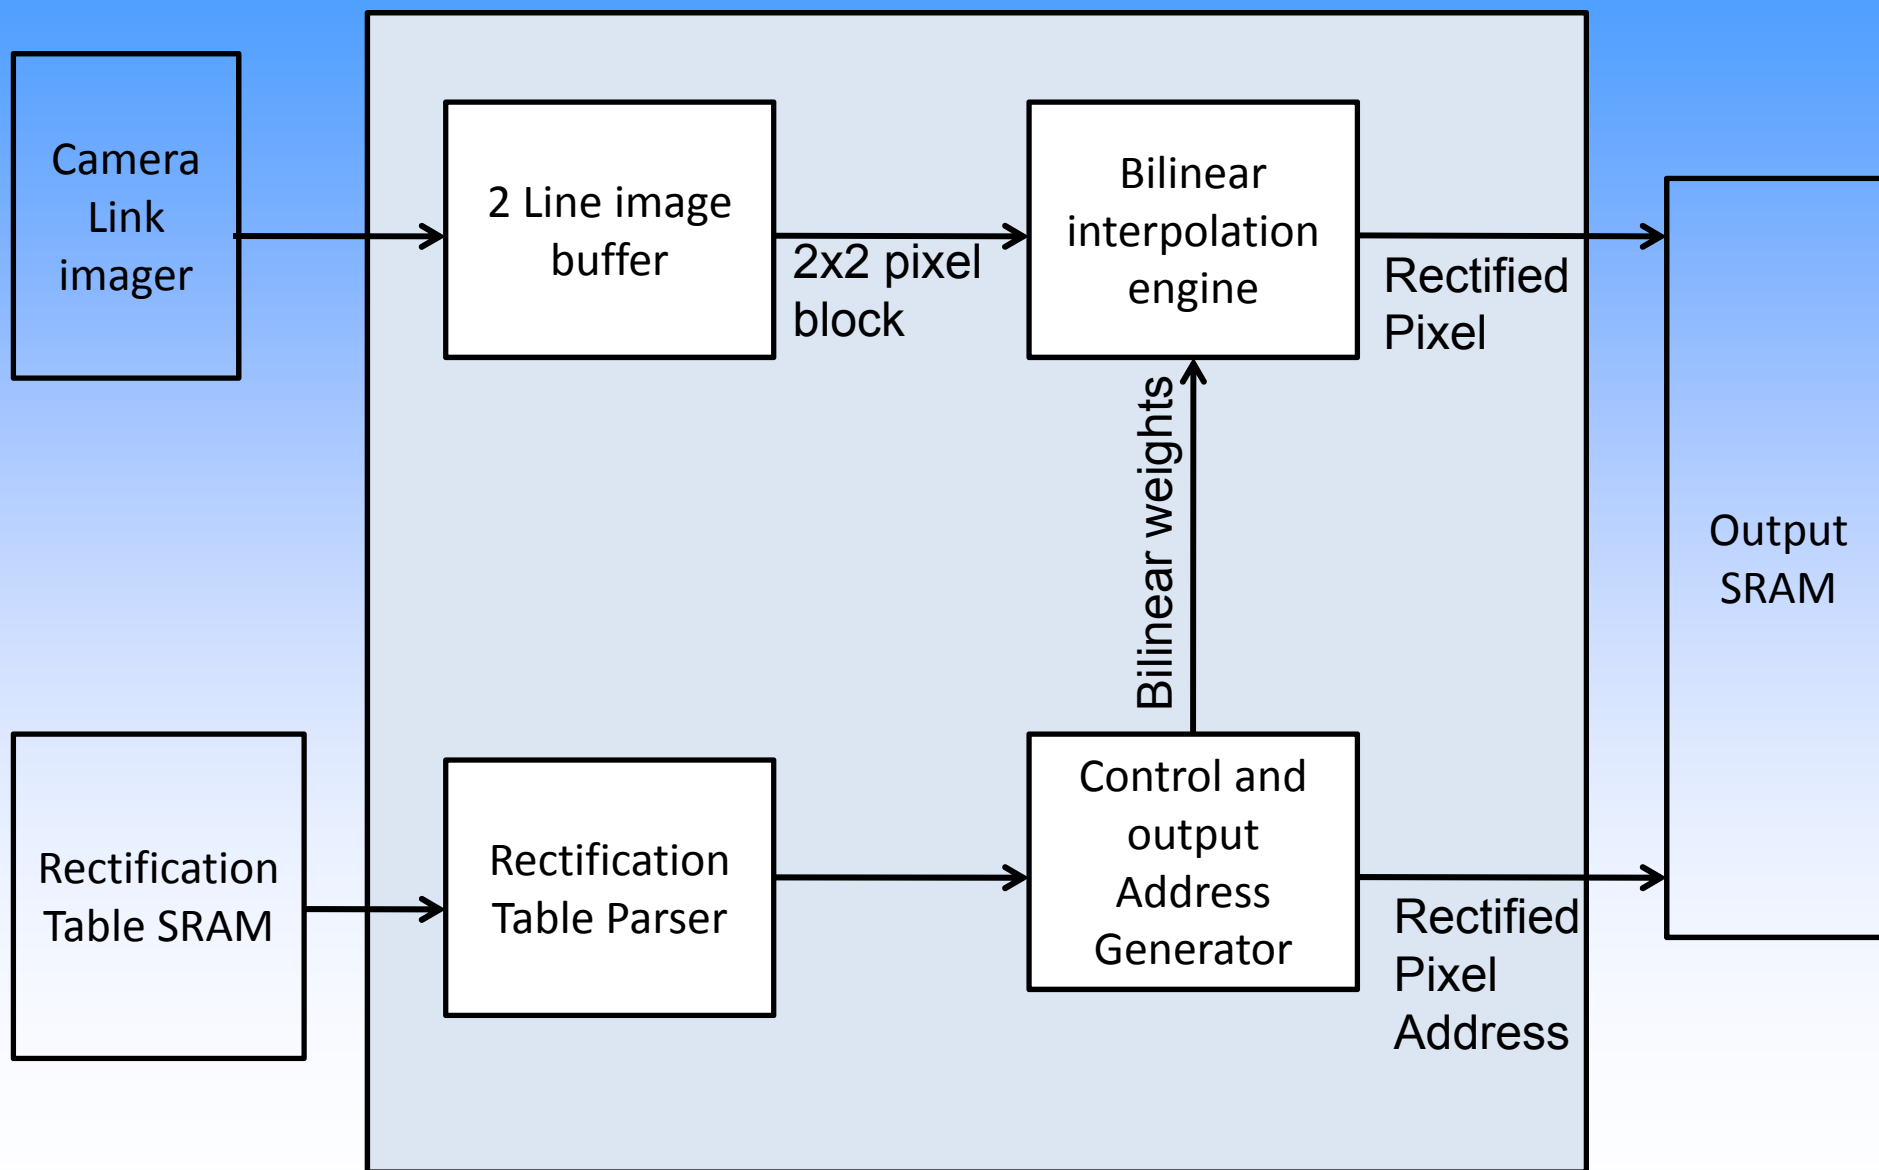 Camera
Link
imager
2 Line image
buffer
2x2 pixel
block
Bilinear
interpolation
engine
Rectified
Pixel
Bilinear weights
Output
SRAM
Rectification
Table SRAM
Rectification
Table Parser
Control and
output
Address
Generator
Rectified
Pixel
Address